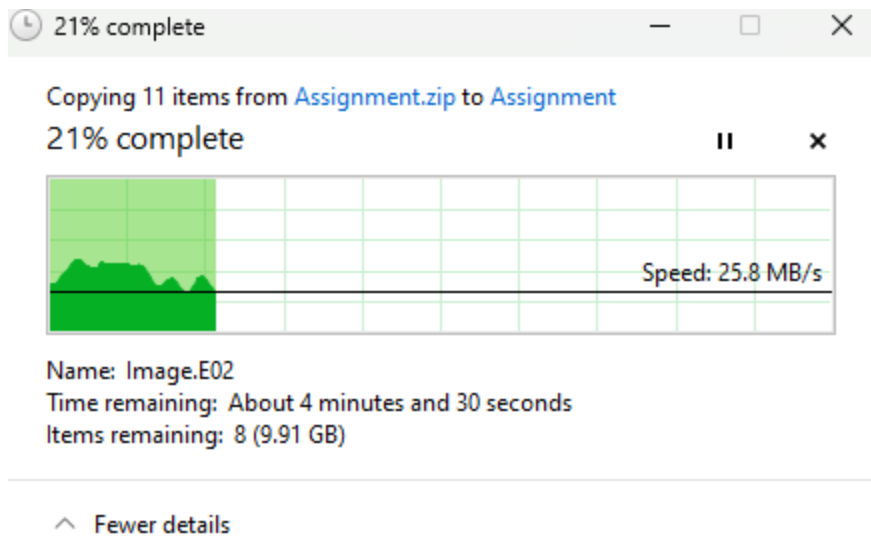 21% complete
Copying 11 items from Assignment.zip to Assignment
21% complete
Speed: 25.8 MB/s
Name: Image.E02
Time remaining: About 4 minutes and 30 seconds
Items remaining: 8 (9.91 GB)
Fewer details